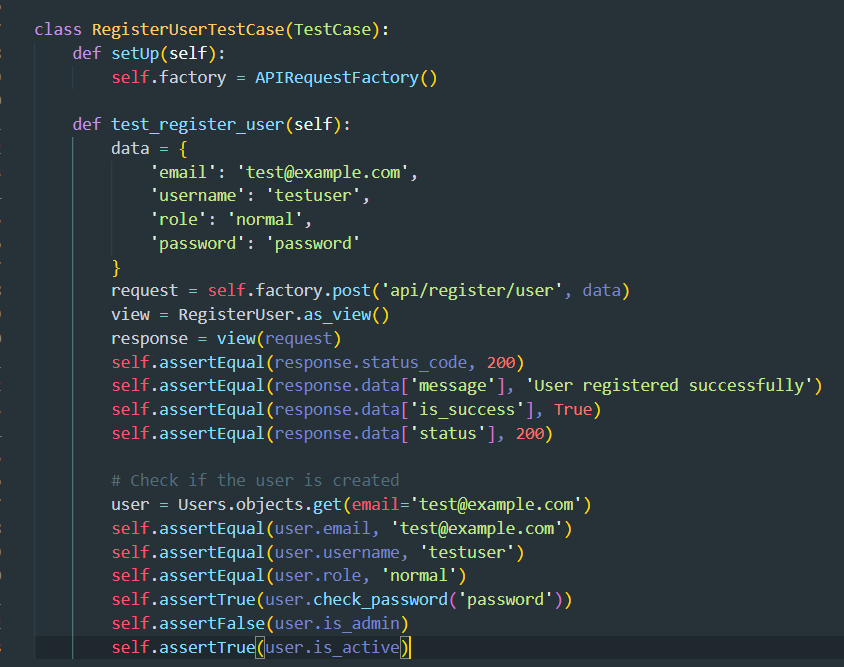 class RegisterUserTestCase(TestCase):
    def setUp(self):
        self.factory = APIRequestFactory()

    def test_register_user(self):
        data = {
            'email': 'test@example.com',
            'username': 'testuser',
            'role': 'normal',
            'password': 'password'
        }
        request = self.factory.post('api/register/user', data)
        view = RegisterUser.as_view()
        response = view(request)
        self.assertEqual(response.status_code, 200)
        self.assertEqual(response.data['message'], 'User registered successfully')
        self.assertEqual(response.data['is_success'], True)
        self.assertEqual(response.data['status'], 200)

        # Check if the user is created
        user = Users.objects.get(email='test@example.com')
        self.assertEqual(user.email, 'test@example.com')
        self.assertEqual(user.username, 'testuser')
        self.assertEqual(user.role, 'normal')
        self.assertTrue(user.check_password('password'))
        self.assertFalse(user.is_admin)
        self.assertTrue(user.is_active)